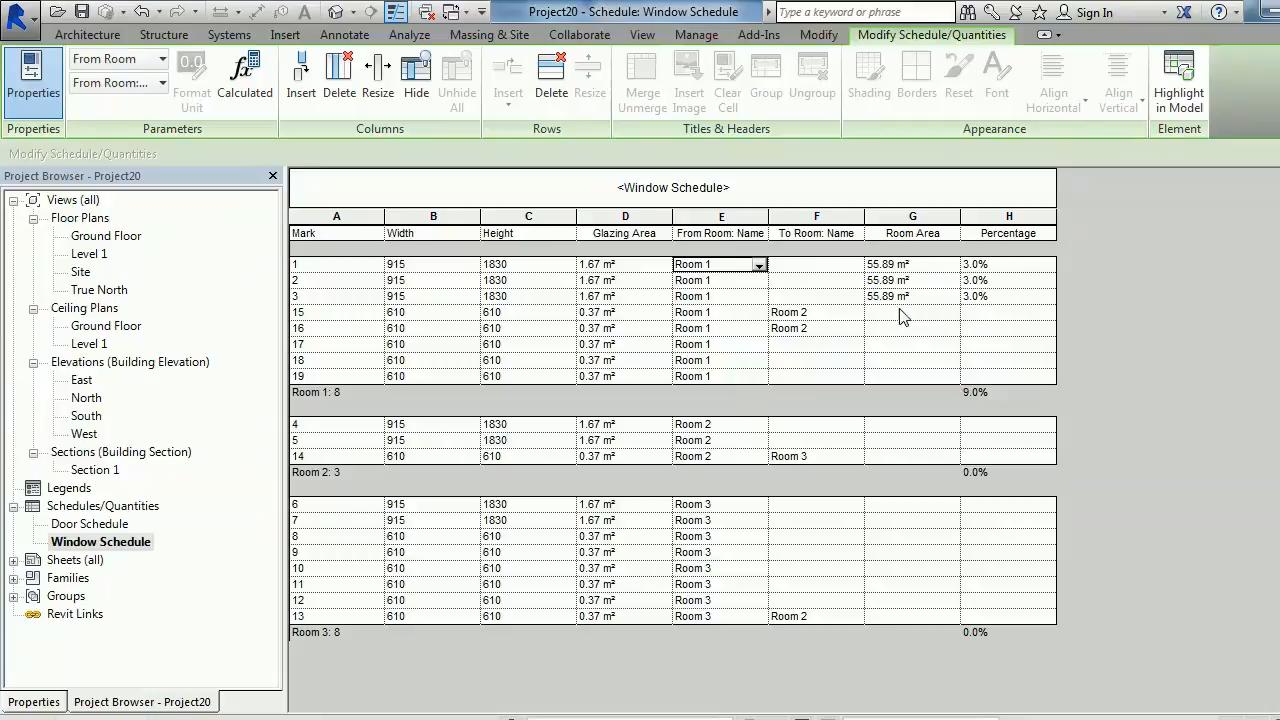 Project20 - Schedule: Window Schedule
Type a keyword or phrase
Sign In
Architecture Structure Systems Insert Annotate Analyze Massing & Site Collaborate View Manage Add-Ins Modify Modify Schedule/Quantities
From Room
From Room:...
Properties
Format Unit
Calculated
Insert
Delete
Resize
Hide
Unhide All
Insert
Delete
Resize
Merge Unmerge
Insert Image
Clear Cell
Group
Ungroup
Shading
Borders
Reset
Font
Align Horizontal
Align Vertical
Highlight in Model
Properties Parameters Columns Rows Titles & Headers Appearance Element
Modify Schedule/Quantities
Project Browser - Project20
Views (all)
Floor Plans
Ground Floor
Level 1
Site
True North
Ceiling Plans
Ground Floor
Level 1
Elevations (Building Elevation)
East
North
South
West
Sections (Building Section)
Section 1
Legends
Schedules/Quantities
Door Schedule
Window Schedule
Sheets (all)
Families
Groups
Revit Links
Properties
Project Browser - Project20
<Window Schedule>
A B C D E F G H
Mark Width Height Glazing Area From Room: Name To Room: Name Room Area Percentage
1 915 1830 1.67 m² Room 1 55.89 m² 3.0%
2 915 1830 1.67 m² Room 1 55.89 m² 3.0%
3 915 1830 1.67 m² Room 1 55.89 m² 3.0%
15 610 610 0.37 m² Room 1 Room 2
16 610 610 0.37 m² Room 1 Room 2
17 610 610 0.37 m² Room 1
18 610 610 0.37 m² Room 1
19 610 610 0.37 m² Room 1
Room 1: 8 9.0%
4 915 1830 1.67 m² Room 2
5 915 1830 1.67 m² Room 2
14 610 610 0.37 m² Room 2 Room 3
Room 2: 3 0.0%
6 915 1830 1.67 m² Room 3
7 915 1830 1.67 m² Room 3
8 610 610 0.37 m² Room 3
9 610 610 0.37 m² Room 3
10 610 610 0.37 m² Room 3
11 610 610 0.37 m² Room 3
12 610 610 0.37 m² Room 3
13 610 610 0.37 m² Room 3 Room 2
Room 3: 8 0.0%